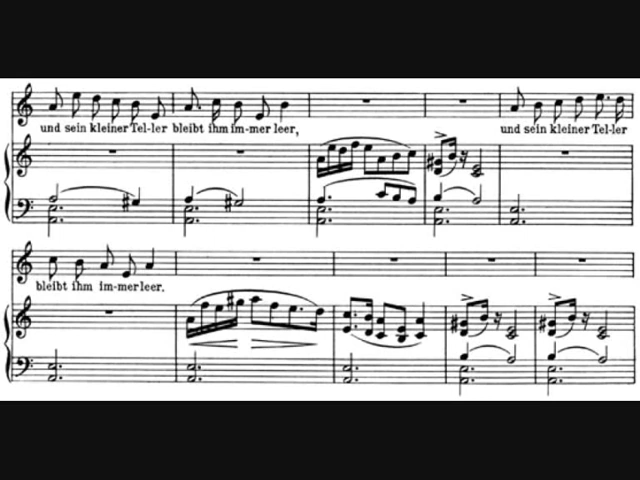 und sein kleiner Tel-ler bleibt ihm im-mer leer, und sein kleiner Tel-ler
bleibt ihm im-mer leer.